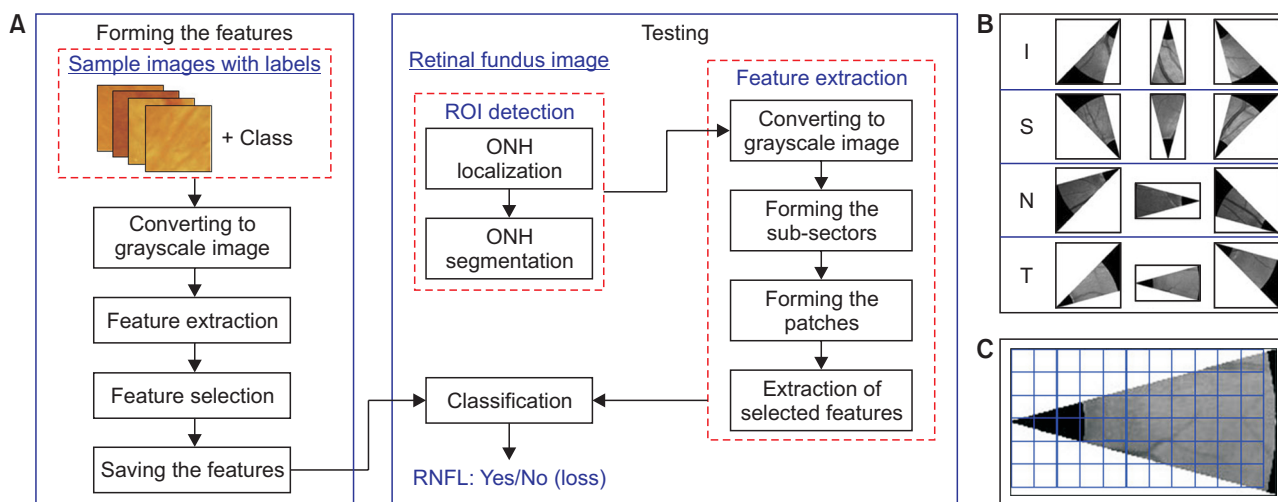 A
Forming the features
Sample images with labels
+ Class
Converting to
grayscale image
Feature extraction
Feature selection
Saving the features
Testing
Retinal fundus image
ROI detection
ONH
localization
ONH
segmentation
Feature extraction
Converting to
grayscale image
Forming the
sub-sectors
Forming the
patches
Extraction of
selected features
Classification
RNFL: Yes/No (loss)
B
I
S
N
T
C